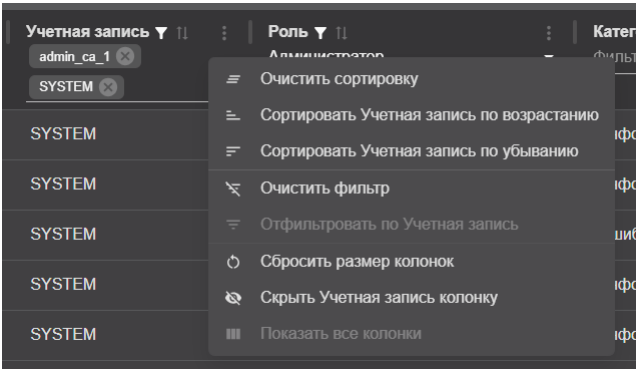 Учетная запись
Роль
Катег
admin_ca_1
Администратор
Фильт
SYSTEM
Очистить сортировку
Сортировать Учетная запись по возрастанию
SYSTEM
Сортировать Учетная запись по убыванию
SYSTEM
Очистить фильтр
Отфильтровать по Учетная запись
SYSTEM
Сбросить размер колонок
SYSTEM
Скрыть Учетная запись колонку
SYSTEM
Показать все колонки